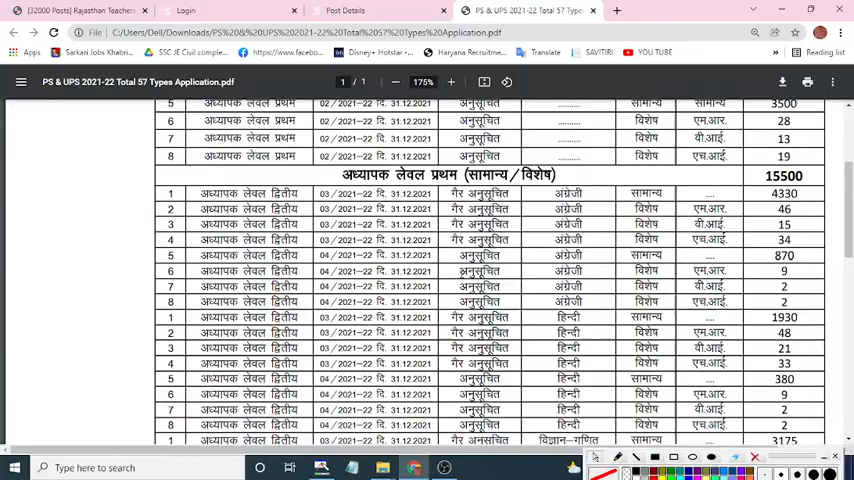 [32000 Posts] Rajasthan Teachers
Login
Post Details
PS & UPS 2021-22 Total 57 Type
File | C:/Users/Dell/Downloads/PS%20&%20UPS%202021-22%20Total%2057%20Types%20Application.pdf
Apps
Sarkari Jobs Khabri...
SSC JE Civil comple...
https://www.facebo...
Disney+ Hotstar -...
Haryana Recruitme...
Translate
SAVITIRI
YOU TUBE
Reading list
PS & UPS 2021-22 Total 57 Types Application.pdf
1 / 1
175%
5 अध्यापक लेवल प्रथम 02/2021–22 दि. 31.12.2021 अनुसूचित .......... सामान्य सामान्य 3500
6 अध्यापक लेवल प्रथम 02/2021–22 दि. 31.12.2021 अनुसूचित .......... विशेष एम.आर. 28
7 अध्यापक लेवल प्रथम 02/2021–22 दि. 31.12.2021 अनुसूचित .......... विशेष वी.आई. 13
8 अध्यापक लेवल प्रथम 02/2021–22 दि. 31.12.2021 अनुसूचित .......... विशेष एच.आई. 19
अध्यापक लेवल प्रथम (सामान्य/विशेष) 15500
1 अध्यापक लेवल द्वितीय 03/2021–22 दि. 31.12.2021 गैर अनुसूचित अंग्रेजी सामान्य .... 4330
2 अध्यापक लेवल द्वितीय 03/2021–22 दि. 31.12.2021 गैर अनुसूचित अंग्रेजी विशेष एम.आर. 46
3 अध्यापक लेवल द्वितीय 03/2021–22 दि. 31.12.2021 गैर अनुसूचित अंग्रेजी विशेष वी.आई. 15
4 अध्यापक लेवल द्वितीय 03/2021–22 दि. 31.12.2021 गैर अनुसूचित अंग्रेजी विशेष एच.आई. 34
5 अध्यापक लेवल द्वितीय 04/2021–22 दि. 31.12.2021 अनुसूचित अंग्रेजी सामान्य .... 870
6 अध्यापक लेवल द्वितीय 04/2021–22 दि. 31.12.2021 अनुसूचित अंग्रेजी विशेष एम.आर. 9
7 अध्यापक लेवल द्वितीय 04/2021–22 दि. 31.12.2021 अनुसूचित अंग्रेजी विशेष वी.आई. 2
8 अध्यापक लेवल द्वितीय 04/2021–22 दि. 31.12.2021 अनुसूचित अंग्रेजी विशेष एच.आई. 2
1 अध्यापक लेवल द्वितीय 03/2021–22 दि. 31.12.2021 गैर अनुसूचित हिन्दी सामान्य .... 1930
2 अध्यापक लेवल द्वितीय 03/2021–22 दि. 31.12.2021 गैर अनुसूचित हिन्दी विशेष एम.आर. 48
3 अध्यापक लेवल द्वितीय 03/2021–22 दि. 31.12.2021 गैर अनुसूचित हिन्दी विशेष वी.आई. 21
4 अध्यापक लेवल द्वितीय 03/2021–22 दि. 31.12.2021 गैर अनुसूचित हिन्दी विशेष एच.आई. 33
5 अध्यापक लेवल द्वितीय 04/2021–22 दि. 31.12.2021 अनुसूचित हिन्दी सामान्य .... 380
6 अध्यापक लेवल द्वितीय 04/2021–22 दि. 31.12.2021 अनुसूचित हिन्दी विशेष एम.आर. 9
7 अध्यापक लेवल द्वितीय 04/2021–22 दि. 31.12.2021 अनुसूचित हिन्दी विशेष वी.आई. 2
8 अध्यापक लेवल द्वितीय 04/2021–22 दि. 31.12.2021 अनुसूचित हिन्दी विशेष एच.आई. 2
1 अध्यापक लेवल द्वितीय 03/2021–22 दि. 31.12.2021 गैर अनुसूचित विज्ञान–गणित सामान्य .... 3175
Type here to search